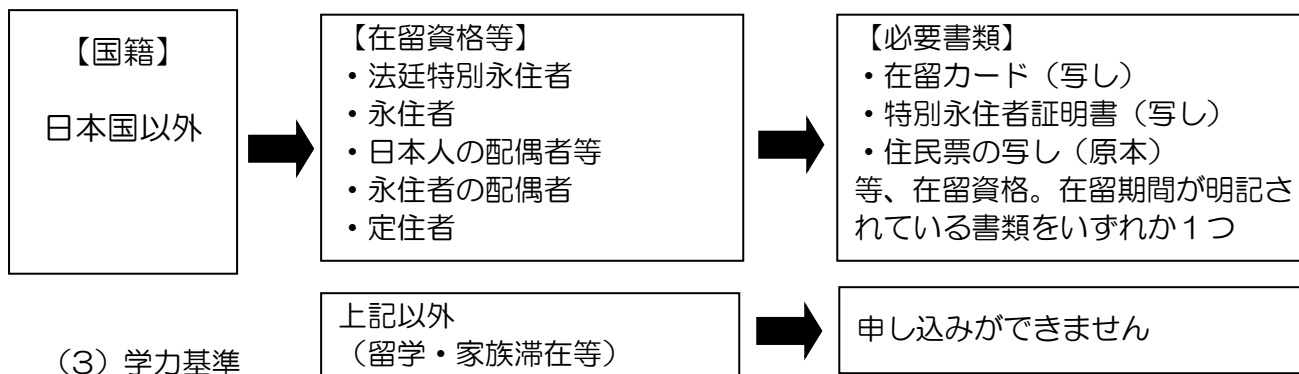 【国籍】
日本国以外
【在留資格等】
・法廷特別永住者
・永住者
・日本人の配偶者等
・永住者の配偶者
・定住者
【必要書類】
・在留カード（写し）
・特別永住者証明書（写し）
・住民票の写し（原本）
等、在留資格。在留期間が明記さ
れている書類をいずれか１つ
上記以外
（留学・家族滞在等）
申し込みができません
（３）学力基準